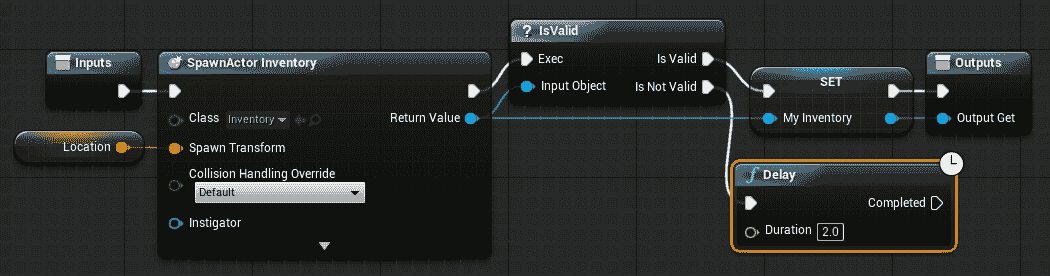 Inputs
Location
SpawnActor Inventory
Class Inventory
Return Value
Spawn Transform
Collision Handling Override
Default
Instigator
? IsValid
Exec Is Valid
Input Object Is Not Valid
SET
My Inventory
Outputs
Output Get
f Delay
Completed
Duration 2.0